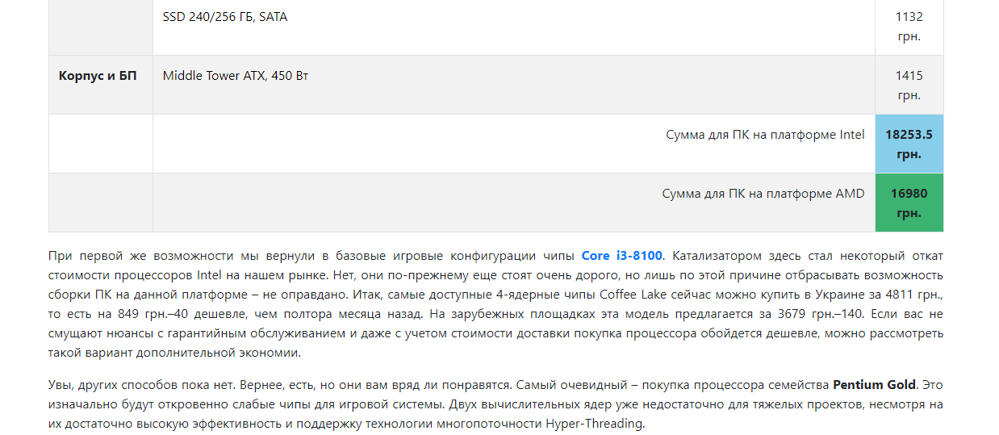 SSD 240/256 ГБ, SATA
1132
грн.
Корпус и БП
Middle Tower ATX, 450 Вт
1415
грн.
Сумма для ПК на платформе Intel
18253.5
грн.
Сумма для ПК на платформе AMD
16980
грн.
При первой же возможности мы вернули в базовые игровые конфигурации чипы Core i3-8100. Катализатором здесь стал некоторый откат
стоимости процессоров Intel на нашем рынке. Нет, они по-прежнему еще стоят очень дорого, но лишь по этой причине отбрасывать возможность
сборки ПК на данной платформе – не оправдано. Итак, самые доступные 4-ядерные чипы Coffee Lake сейчас можно купить в Украине за 4811 грн.,
то есть на 849 грн.–40 дешевле, чем полтора месяца назад. На зарубежных площадках эта модель предлагается за 3679 грн.–140. Если вас не
смущают нюансы с гарантийным обслуживанием и даже с учетом стоимости доставки покупка процессора обойдется дешевле, можно рассмотреть
такой вариант дополнительной экономии.
Увы, других способов пока нет. Вернее, есть, но они вам вряд ли понравятся. Самый очевидный – покупка процессора семейства Pentium Gold. Это
изначально будут откровенно слабые чипы для игровой системы. Двух вычислительных ядер уже недостаточно для тяжелых проектов, несмотря на
их достаточно высокую эффективность и поддержку технологии многопоточности Hyper-Threading.